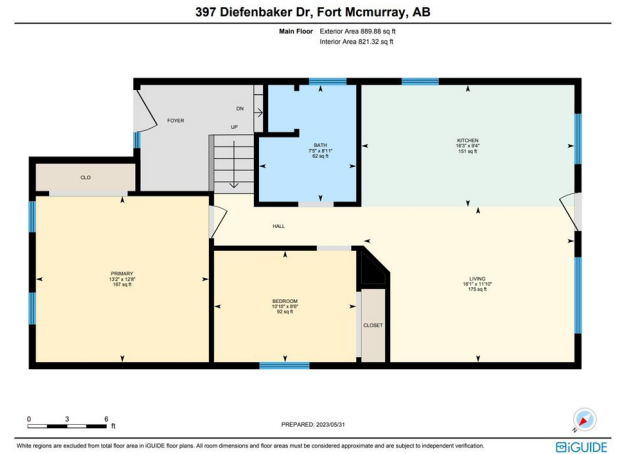 397 Diefenbaker Dr, Fort Mcmurray, AB
Main Floor Exterior Area 889.88 sq ft
Interior Area 821.32 sq ft
FOYER
DN
UP
BATH
7'5" x 8'11"
62 sq ft
KITCHEN
16'3" x 9'4"
151 sq ft
CLO
HALL
PRIMARY
13'2" x 12'8"
167 sq ft
BEDROOM
10'10" x 8'6"
92 sq ft
CLOSET
LIVING
16'1" x 11'10"
175 sq ft
0 3 6 ft
PREPARED: 2023/05/31
N
White regions are excluded from total floor area in iGUIDE floor plans. All room dimensions and floor areas must be considered approximate and are subject to independent verification.
iGUIDE